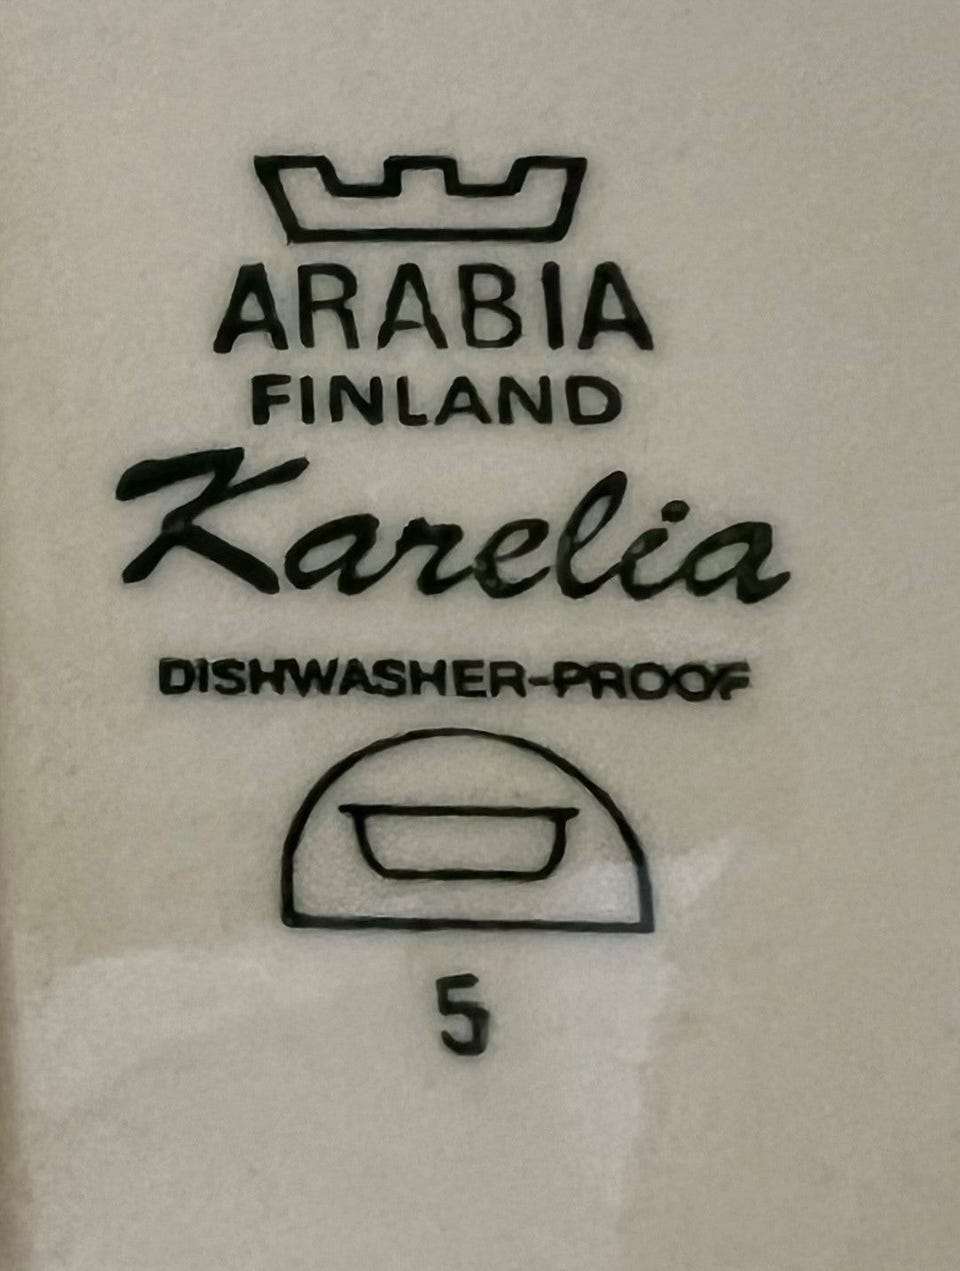 ARABIA
FINLAND
Karelia
DISHWASHER-PROOF
5